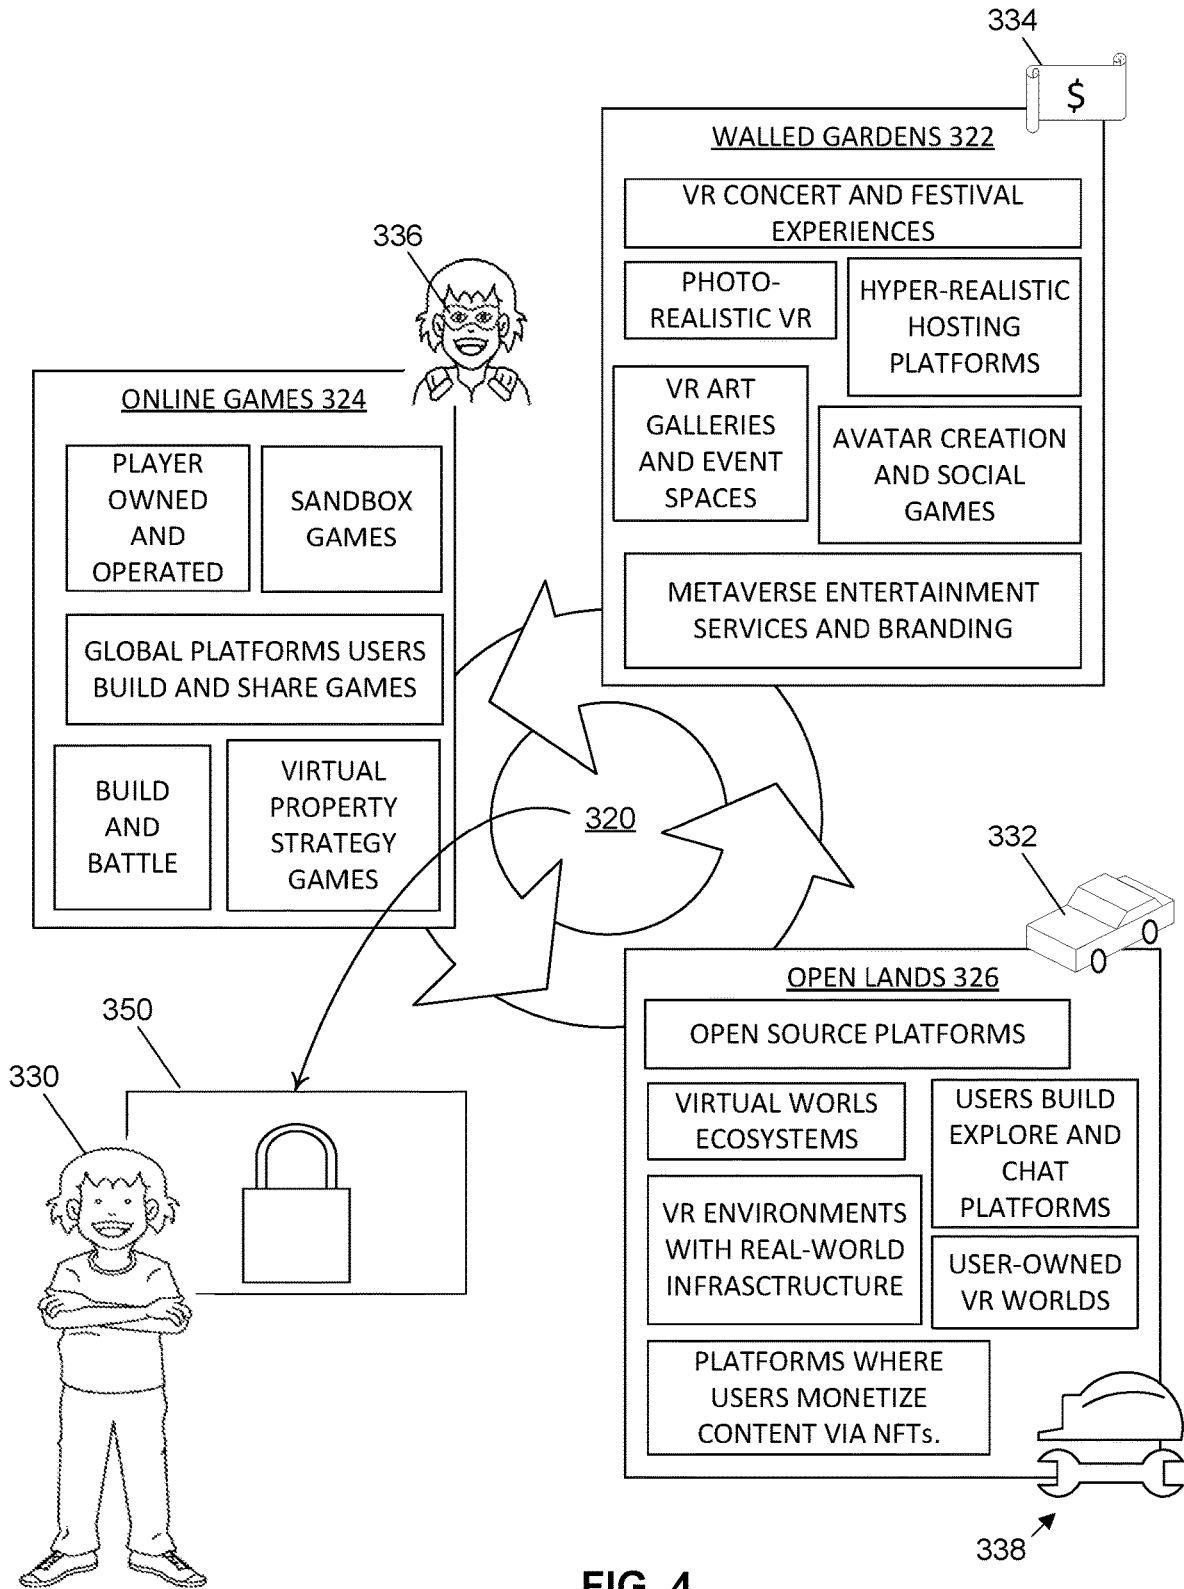 334
$
WALLED GARDENS 322
VR CONCERT AND FESTIVAL
EXPERIENCES
PHOTO-
REALISTIC VR
HYPER-REALISTIC
HOSTING
PLATFORMS
VR ART
GALLERIES
AND EVENT
SPACES
AVATAR CREATION
AND SOCIAL
GAMES
METAVERSE ENTERTAINMENT
SERVICES AND BRANDING
336
ONLINE GAMES 324
PLAYER
OWNED
AND
OPERATED
SANDBOX
GAMES
GLOBAL PLATFORMS USERS
BUILD AND SHARE GAMES
BUILD
AND
BATTLE
VIRTUAL
PROPERTY
STRATEGY
GAMES
320
332
OPEN LANDS 326
OPEN SOURCE PLATFORMS
VIRTUAL WORLS
ECOSYSTEMS
USERS BUILD
EXPLORE AND
CHAT
PLATFORMS
VR ENVIRONMENTS
WITH REAL-WORLD
INFRASCTRUCTURE
USER-OWNED
VR WORLDS
PLATFORMS WHERE
USERS MONETIZE
CONTENT VIA NFTs.
338
350
330
FIG. 4